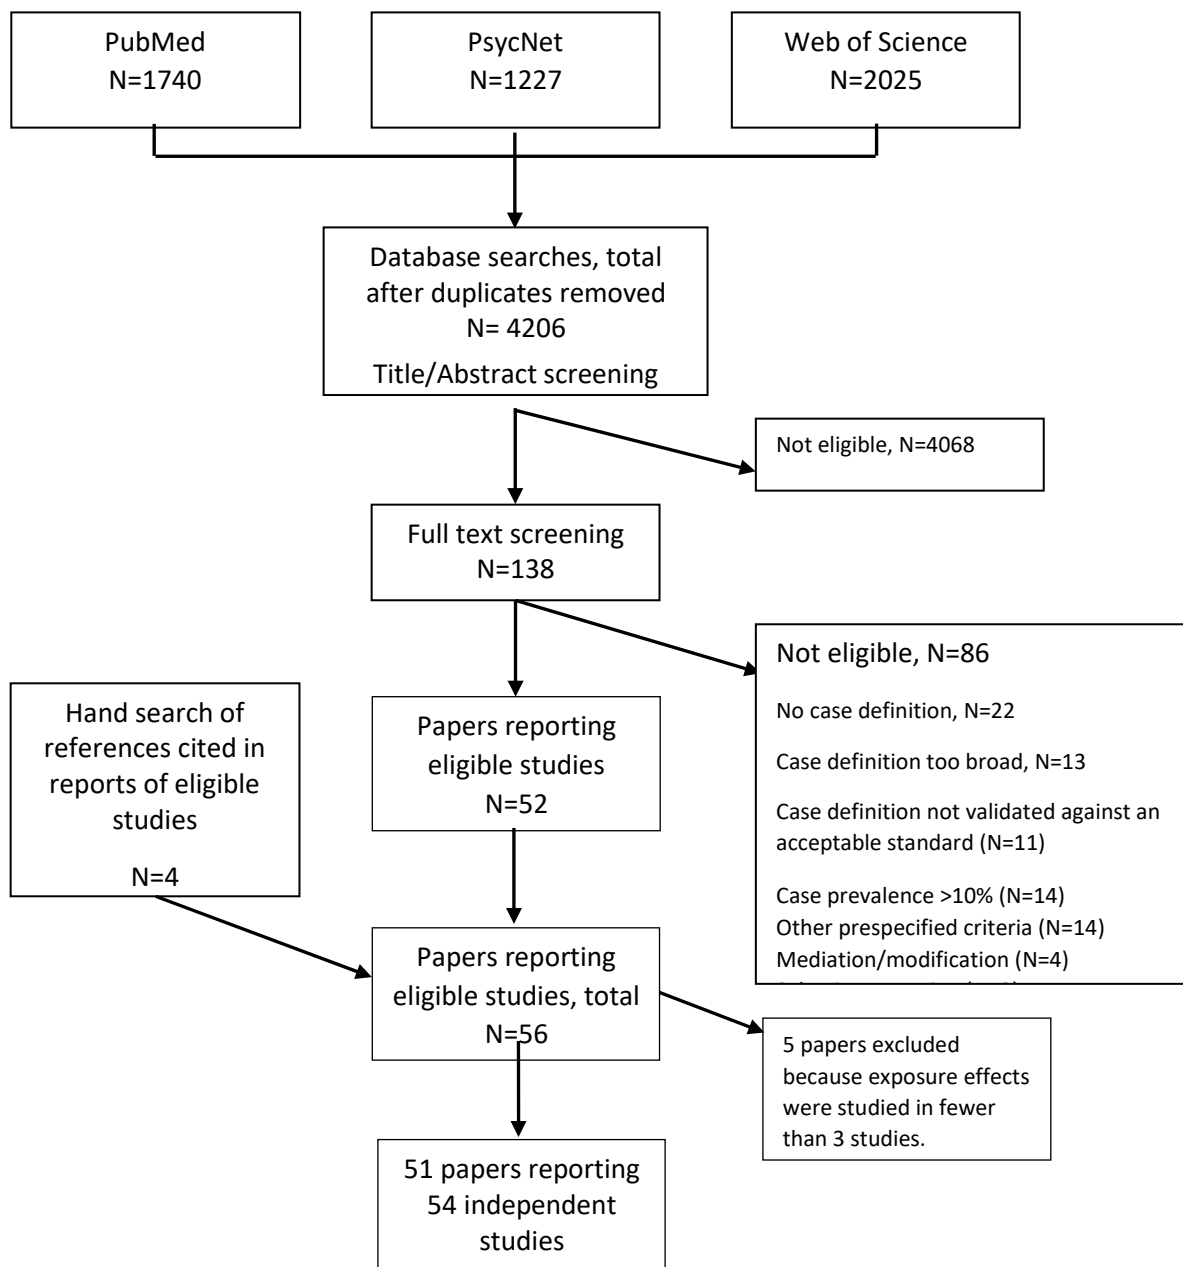 PubMed
N=1740
PsycNet
N=1227
Web of Science
N=2025
Database searches, total
after duplicates removed
N= 4206
Title/Abstract screening
Not eligible, N=4068
Full text screening
N=138
Not eligible, N=86
No case definition, N=22
Case definition too broad, N=13
Case definition not validated against an
acceptable standard (N=11)
Case prevalence >10% (N=14)
Other prespecified criteria (N=14)
Mediation/modification (N=4)
Papers reporting
eligible studies
N=52
Hand search of
references cited in
reports of eligible
studies
N=4
Papers reporting
eligible studies, total
N=56
5 papers excluded
because exposure effects
were studied in fewer
than 3 studies.
51 papers reporting
54 independent
studies